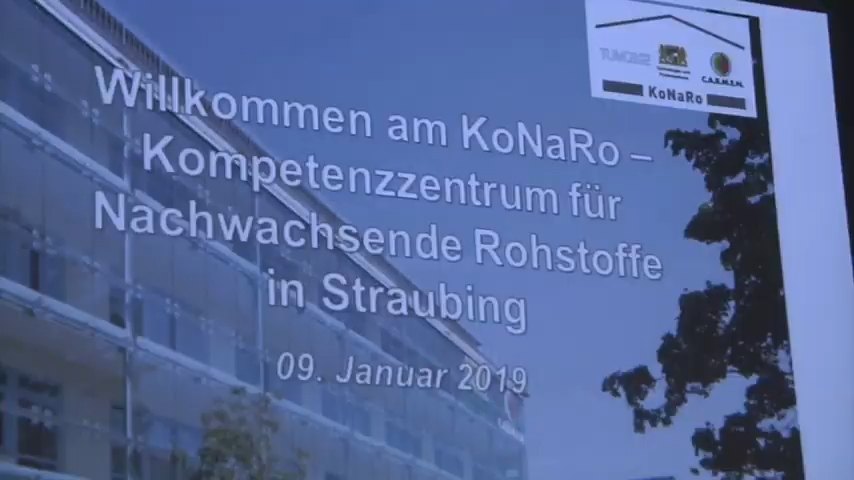 Willkommen am KoNaRo –
Kompetenzzentrum für
Nachwachsende Rohstoffe
in Straubing
09. Januar 2019
C.A.R.M.E.N.
KoNaRo